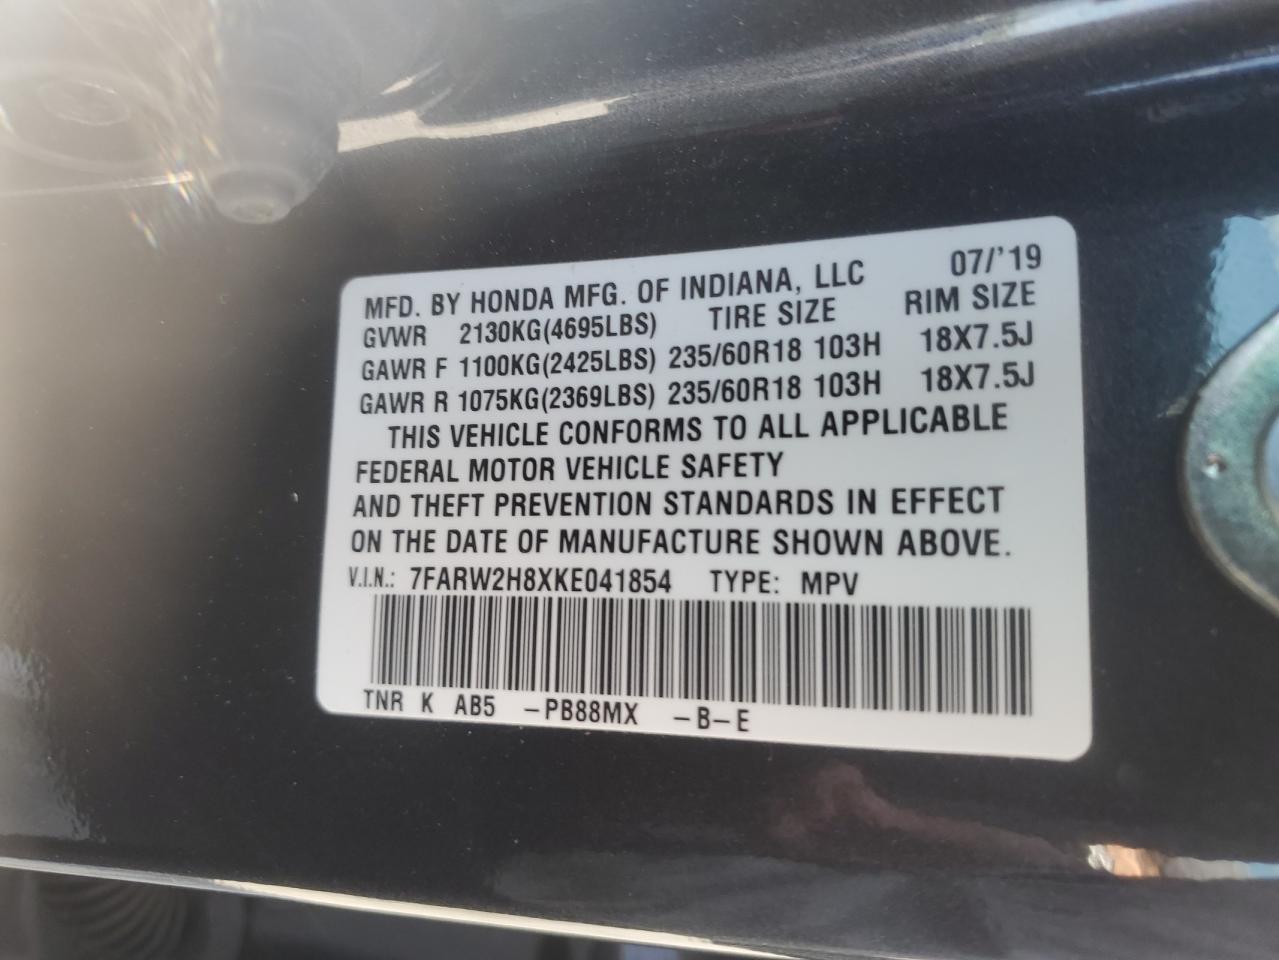 MFD. BY HONDA MFG. OF INDIANA, LLC 07/'19
GVWR 2130KG(4695LBS) TIRE SIZE RIM SIZE
GAWR F 1100KG(2425LBS) 235/60R18 103H 18X7.5J
GAWR R 1075KG(2369LBS) 235/60R18 103H 18X7.5J
THIS VEHICLE CONFORMS TO ALL APPLICABLE
FEDERAL MOTOR VEHICLE SAFETY
AND THEFT PREVENTION STANDARDS IN EFFECT
ON THE DATE OF MANUFACTURE SHOWN ABOVE.
V.I.N.: 7FARW2H8XKE041854 TYPE: MPV
TNR K AB5 -PB88MX -B-E